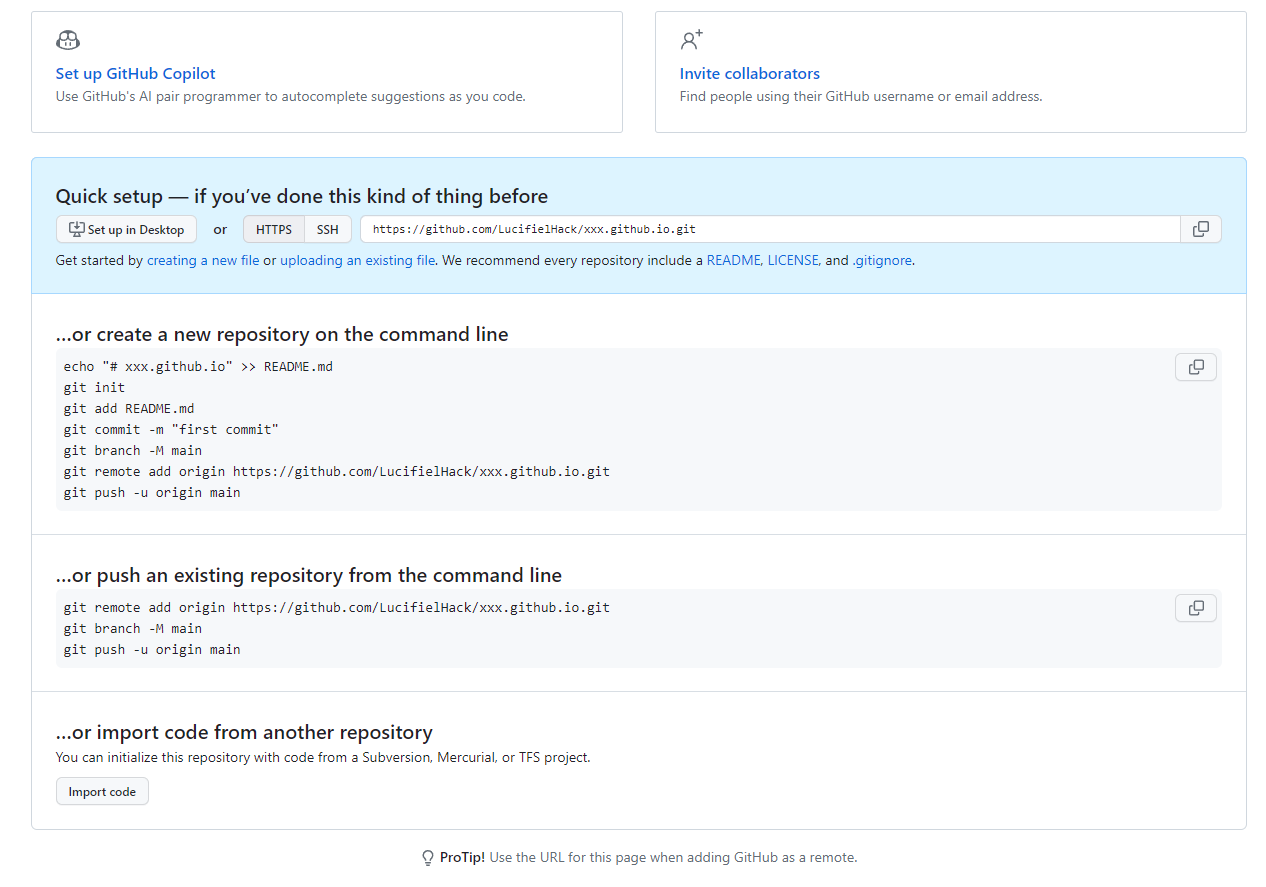 Set up GitHub Copilot
Use GitHub's AI pair programmer to autocomplete suggestions as you code.
Invite collaborators
Find people using their GitHub username or email address.
Quick setup — if you’ve done this kind of thing before
Set up in Desktop or HTTPS SSH https://github.com/LucifielHack/xxx.github.io.git
Get started by creating a new file or uploading an existing file. We recommend every repository include a README, LICENSE, and .gitignore.
…or create a new repository on the command line
echo "# xxx.github.io" >> README.md
git init
git add README.md
git commit -m "first commit"
git branch -M main
git remote add origin https://github.com/LucifielHack/xxx.github.io.git
git push -u origin main
…or push an existing repository from the command line
git remote add origin https://github.com/LucifielHack/xxx.github.io.git
git branch -M main
git push -u origin main
…or import code from another repository
You can initialize this repository with code from a Subversion, Mercurial, or TFS project.
Import code
ProTip! Use the URL for this page when adding GitHub as a remote.